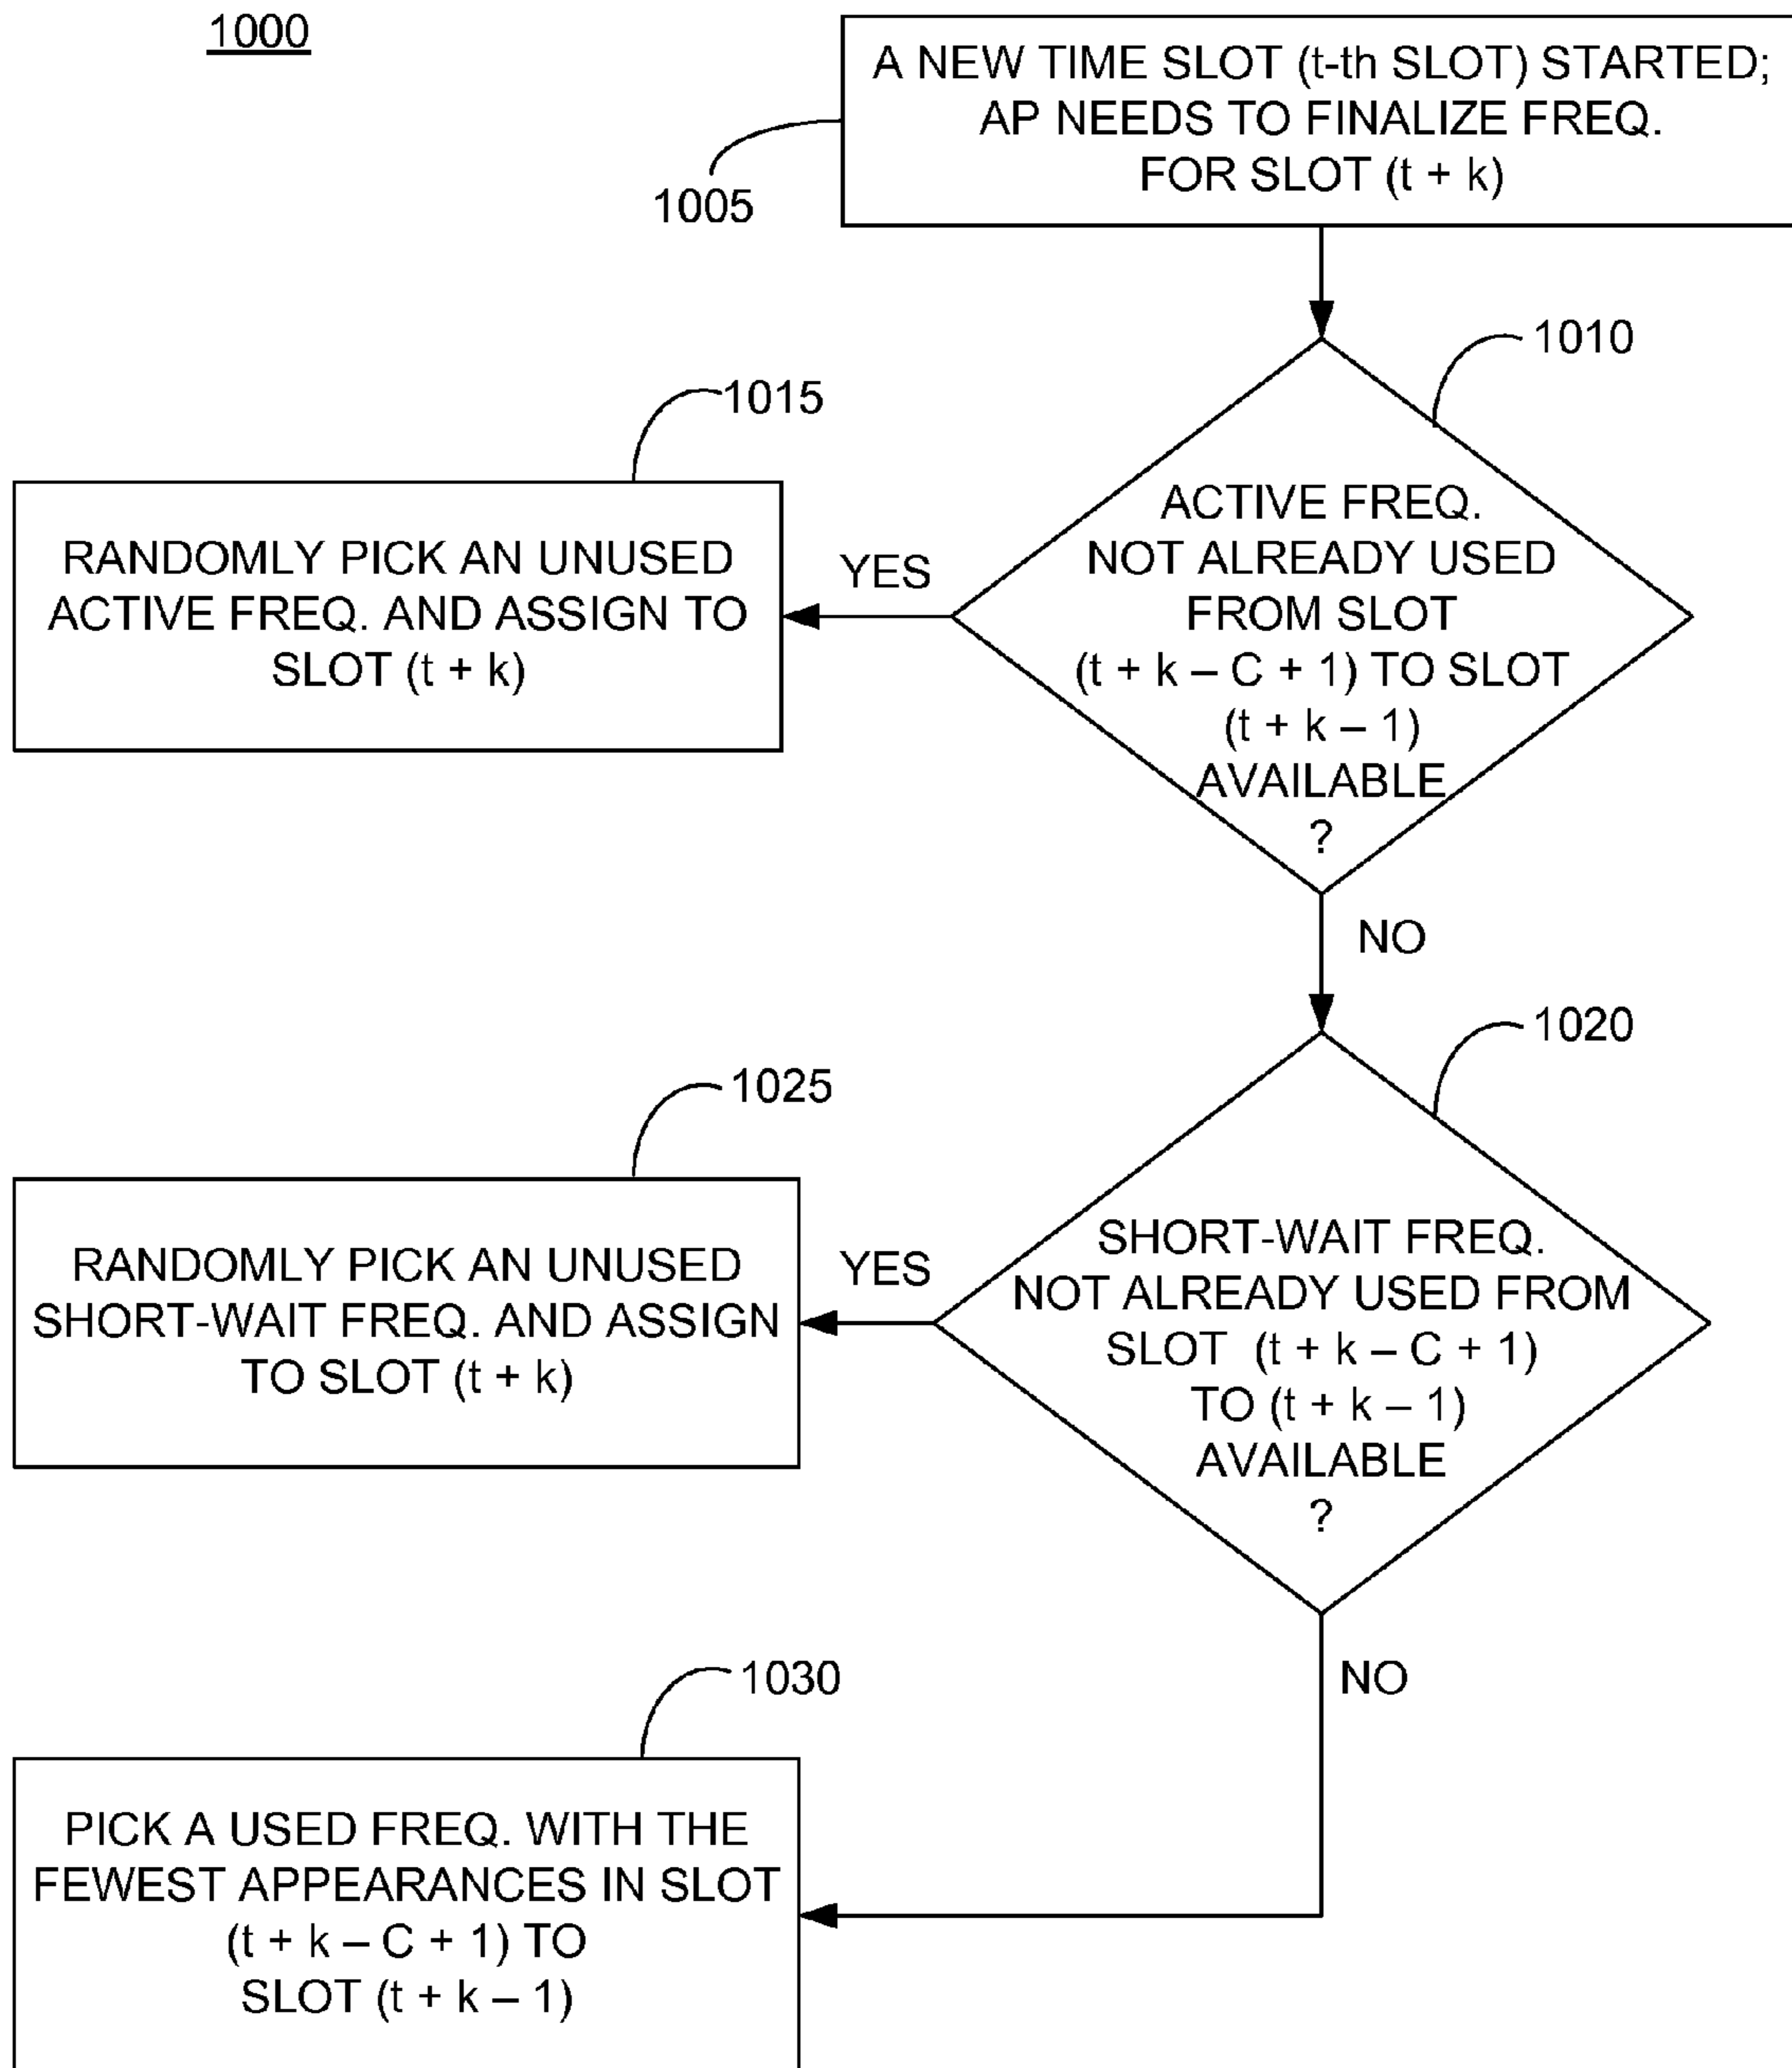 1000
A NEW TIME SLOT (t-th SLOT) STARTED;
AP NEEDS TO FINALIZE FREQ.
FOR SLOT (t + k)
1005
1010
ACTIVE FREQ.
NOT ALREADY USED
FROM SLOT
(t + k – C + 1) TO SLOT
(t + k – 1)
AVAILABLE
?
YES
1015
RANDOMLY PICK AN UNUSED
ACTIVE FREQ. AND ASSIGN TO
SLOT (t + k)
NO
1020
SHORT-WAIT FREQ.
NOT ALREADY USED FROM
SLOT (t + k – C + 1)
TO (t + k – 1)
AVAILABLE
?
YES
1025
RANDOMLY PICK AN UNUSED
SHORT-WAIT FREQ. AND ASSIGN
TO SLOT (t + k)
NO
1030
PICK A USED FREQ. WITH THE
FEWEST APPEARANCES IN SLOT
(t + k – C + 1) TO
SLOT (t + k – 1)